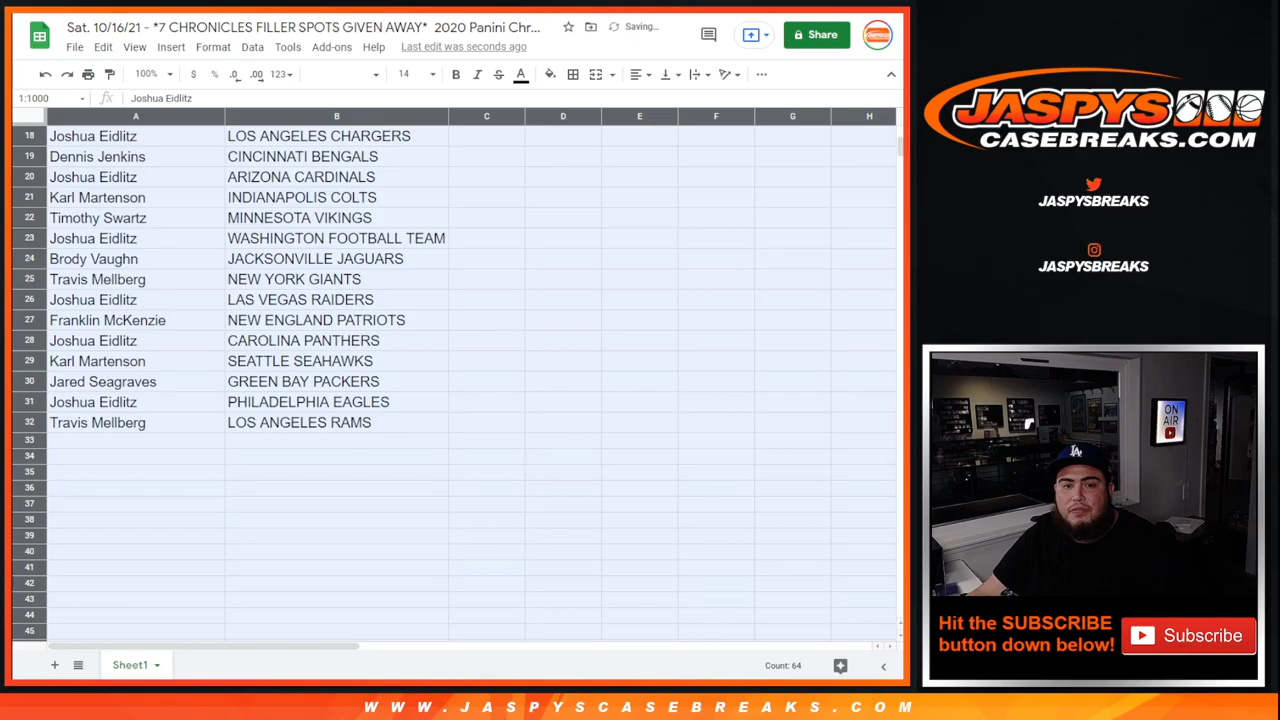 Sat. 10/16/21 - *7 CHRONICLES FILLER SPOTS GIVEN AWAY* 2020 Panini Chr...
Saving...
Share
File Edit View Insert Format Data Tools Add-ons Help Last edit was seconds ago
100% $ % .0 .00 123 14 B I S A
1:1000 fx Joshua Eidlitz
A B C D E F G H
18 Joshua Eidlitz LOS ANGELES CHARGERS
19 Dennis Jenkins CINCINNATI BENGALS
20 Joshua Eidlitz ARIZONA CARDINALS
21 Karl Martenson INDIANAPOLIS COLTS
22 Timothy Swartz MINNESOTA VIKINGS
23 Joshua Eidlitz WASHINGTON FOOTBALL TEAM
24 Brody Vaughn JACKSONVILLE JAGUARS
25 Travis Mellberg NEW YORK GIANTS
26 Joshua Eidlitz LAS VEGAS RAIDERS
27 Franklin McKenzie NEW ENGLAND PATRIOTS
28 Joshua Eidlitz CAROLINA PANTHERS
29 Karl Martenson SEATTLE SEAHAWKS
30 Jared Seagraves GREEN BAY PACKERS
31 Joshua Eidlitz PHILADELPHIA EAGLES
32 Travis Mellberg LOS ANGELES RAMS
33
34
35
36
37
38
39
40
41
42
43
44
45
Sheet1
Count: 64
JASPYS
CASEBREAKS.COM
JASPYSBREAKS
JASPYSBREAKS
ON
AIR
LA
Hit the SUBSCRIBE
button down below!
Subscribe
WWW.JASPYSCASEBREAKS.COM